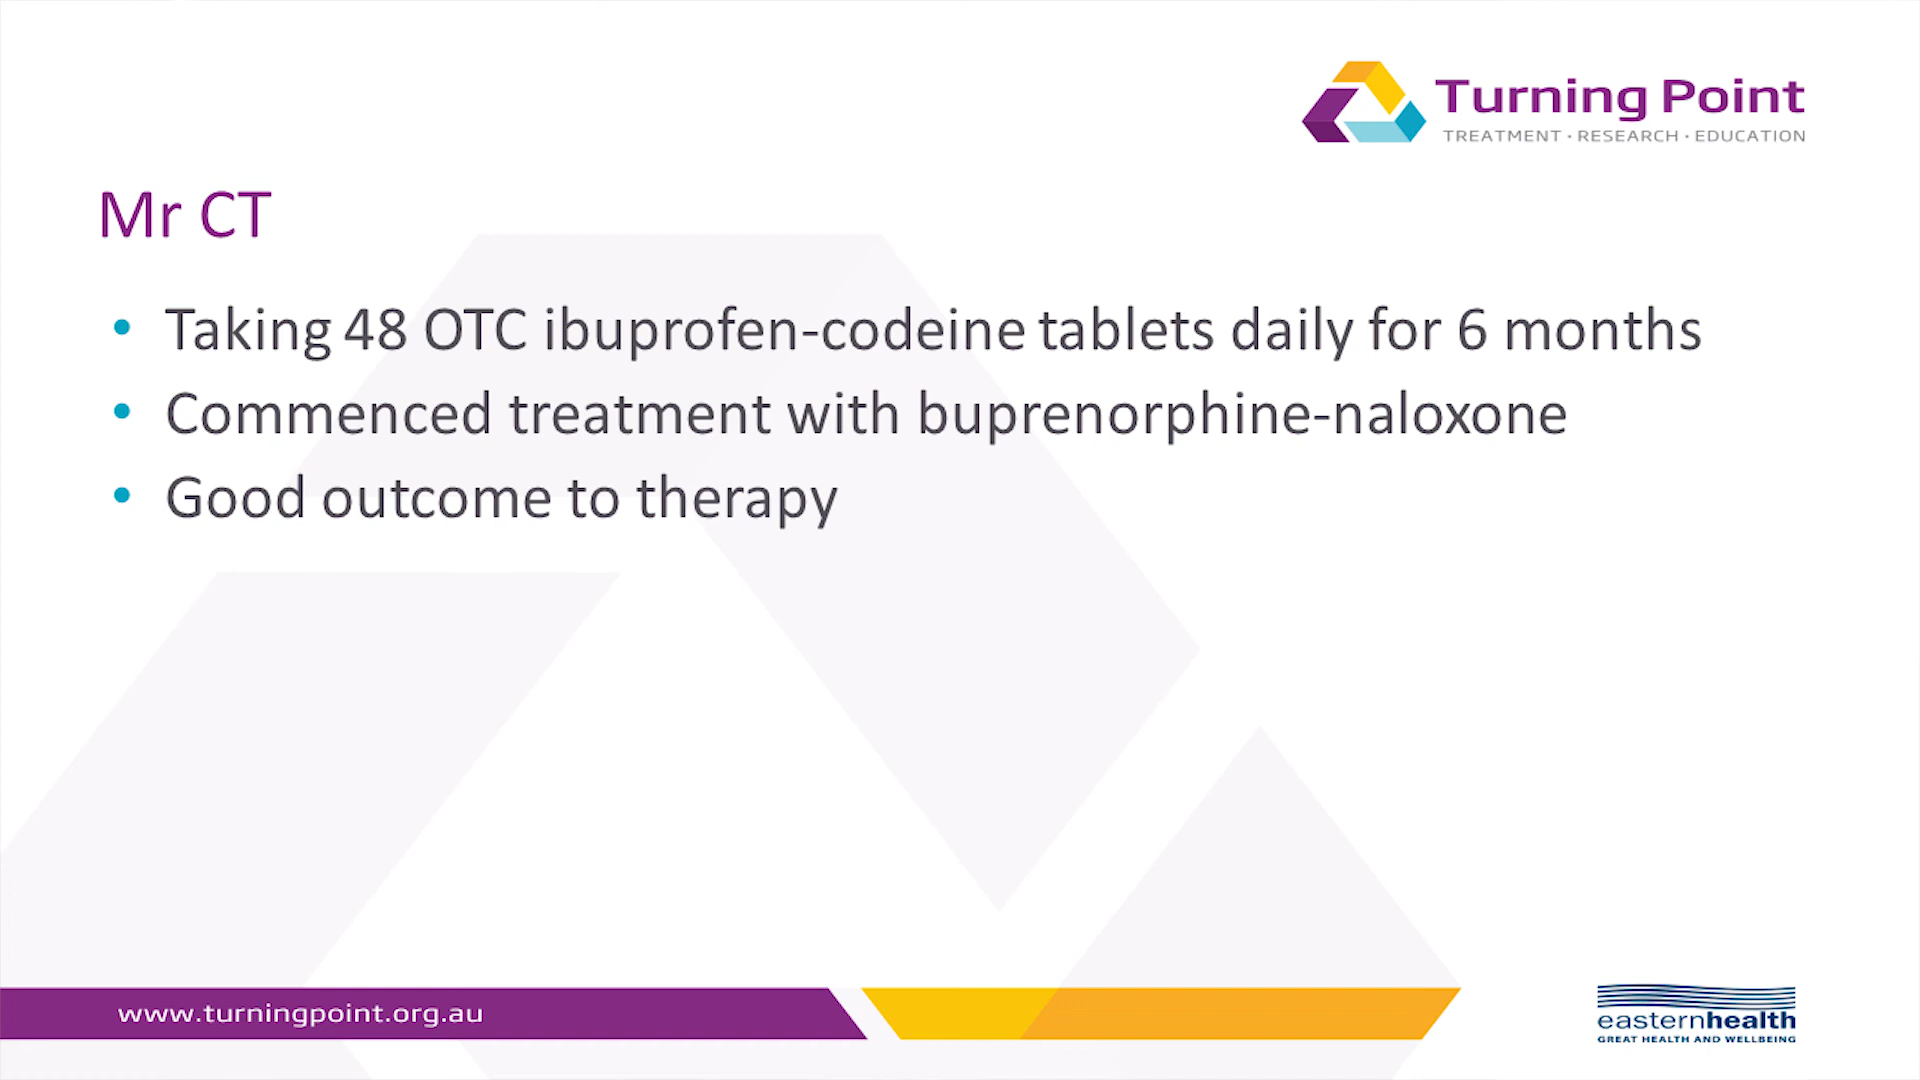 Turning Point
TREATMENT · RESEARCH · EDUCATION
Mr CT
• Taking 48 OTC ibuprofen-codeine tablets daily for 6 months
• Commenced treatment with buprenorphine-naloxone
• Good outcome to therapy
www.turningpoint.org.au
easternhealth
GREAT HEALTH AND WELLBEING